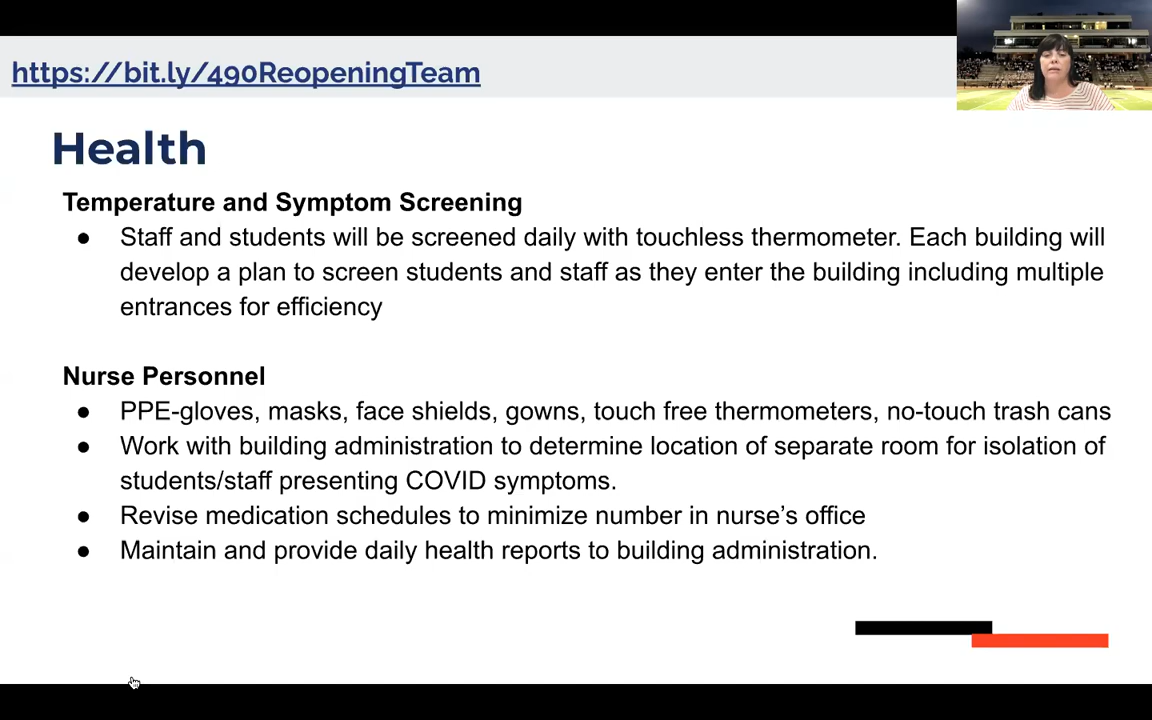 https://bit.ly/490ReopeningTeam
Health
Temperature and Symptom Screening
● Staff and students will be screened daily with touchless thermometer. Each building will
develop a plan to screen students and staff as they enter the building including multiple
entrances for efficiency
Nurse Personnel
● PPE-gloves, masks, face shields, gowns, touch free thermometers, no-touch trash cans
● Work with building administration to determine location of separate room for isolation of
students/staff presenting COVID symptoms.
● Revise medication schedules to minimize number in nurse’s office
● Maintain and provide daily health reports to building administration.